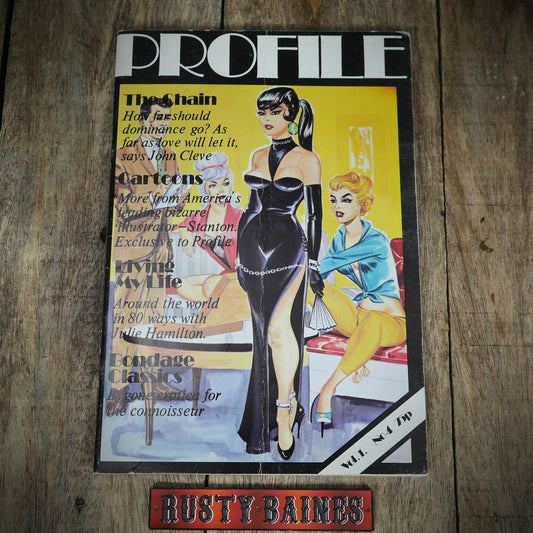 PROFILE
The Chain
How far should
dominance go? As
far as love will let it,
says John Cleve
Cartoons
More from America's
leading bizarre
illustrator—Stanton.
Exclusive to Profile
Living
My Life
Around the world
in 80 ways with
Julie Hamilton.
Bondage
Classics
Bygone erotica for
the connoisseur
Vol.1. No4 70p
RUSTY BAINES